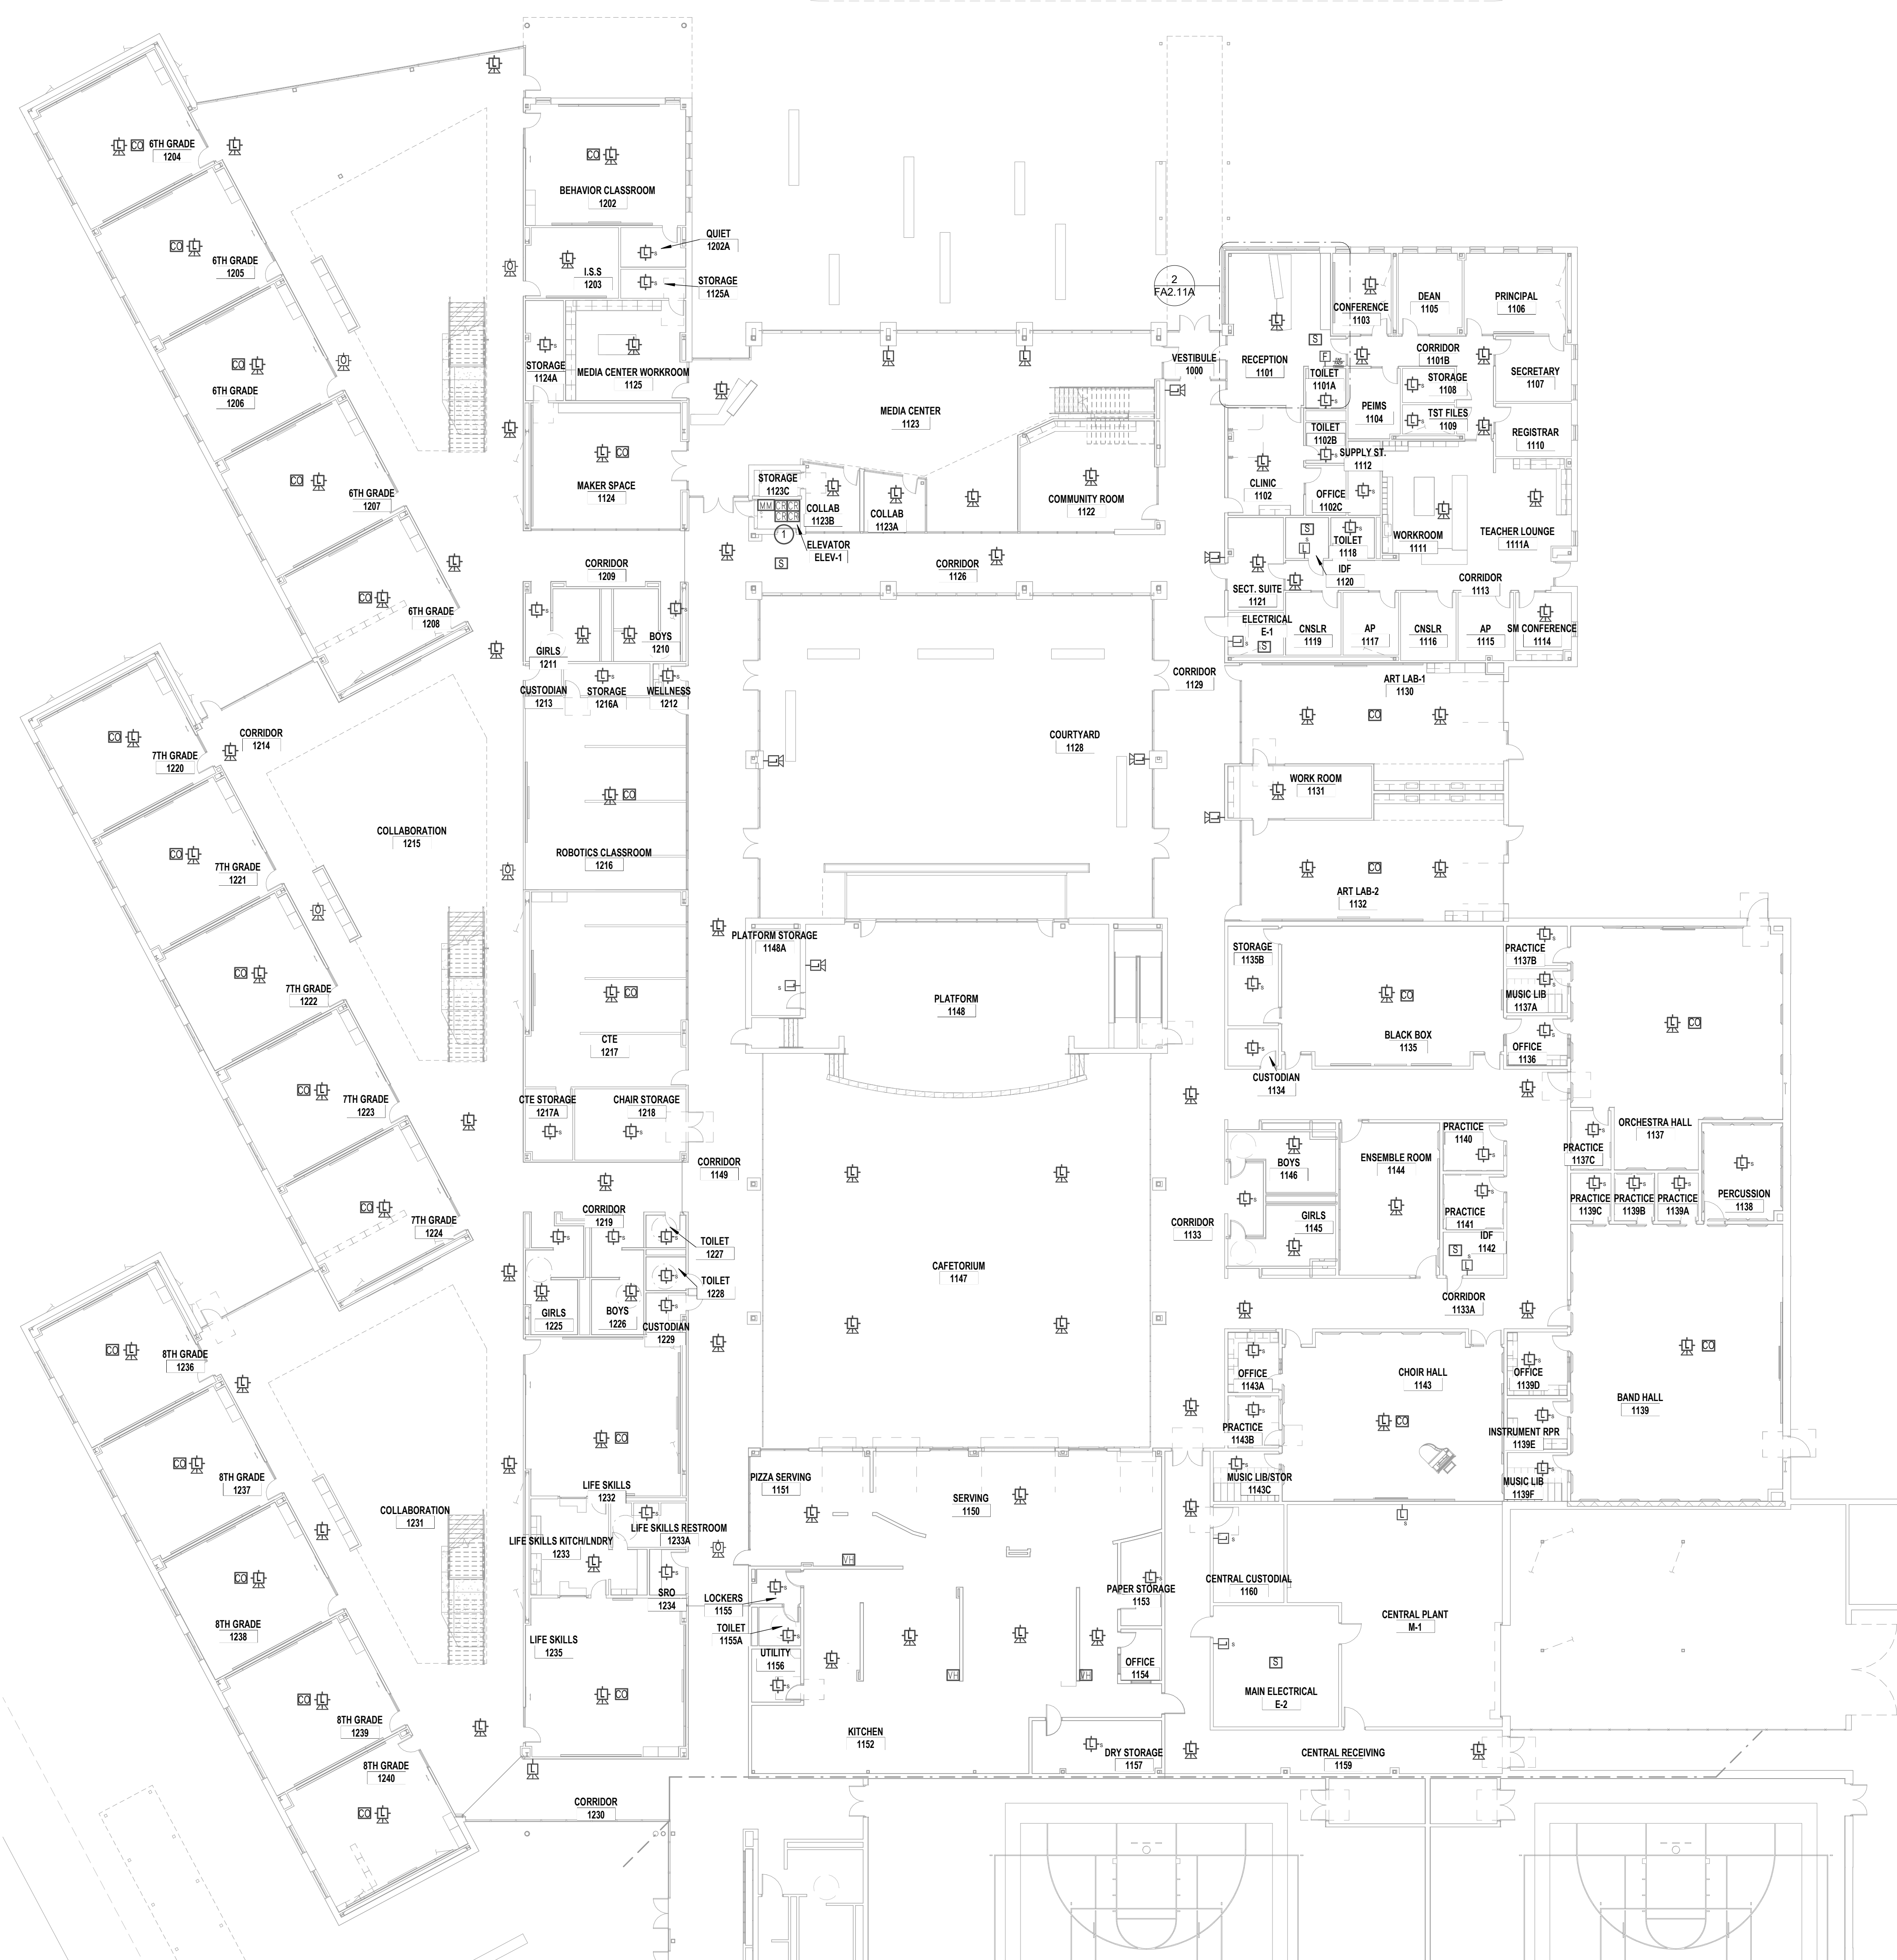 6TH GRADE
1204
6TH GRADE
1205
6TH GRADE
1206
6TH GRADE
1207
6TH GRADE
1208
BEHAVIOR CLASSROOM
1202
QUIET
1202A
I.S.S
1203
STORAGE
1125A
STORAGE
1124A
MEDIA CENTER WORKROOM
1125
MAKER SPACE
1124
CORRIDOR
1209
MEDIA CENTER
1123
STORAGE
1123C
COLLAB
1123B
COLLAB
1123A
COMMUNITY ROOM
1122
MM
CR
CR
CR
CR
1
ELEVATOR
ELEV-1
CORRIDOR
1126
VESTIBULE
1000
2
FA2.11A
RECEPTION
1101
CONFERENCE
1103
DEAN
1105
PRINCIPAL
1106
CORRIDOR
1101B
TOILET
1101A
STORAGE
1108
SECRETARY
1107
PEIMS
1104
TST FILES
1109
TOILET
1102B
REGISTRAR
1110
SUPPLY ST.
1112
CLINIC
1102
OFFICE
1102C
TOILET
1118
WORKROOM
1111
TEACHER LOUNGE
1111A
IDF
1120
CORRIDOR
1113
SECT. SUITE
1121
ELECTRICAL
E-1
CNSLR
1119
AP
1117
CNSLR
1116
AP
1115
SM CONFERENCE
1114
GIRLS
1211
BOYS
1210
CUSTODIAN
1213
STORAGE
1216A
WELLNESS
1212
CORRIDOR
1129
ART LAB-1
1130
COURTYARD
1128
WORK ROOM
1131
ART LAB-2
1132
7TH GRADE
1220
CORRIDOR
1214
7TH GRADE
1221
COLLABORATION
1215
7TH GRADE
1222
7TH GRADE
1223
7TH GRADE
1224
ROBOTICS CLASSROOM
1216
CTE
1217
CTE STORAGE
1217A
CHAIR STORAGE
1218
PLATFORM STORAGE
1148A
PLATFORM
1148
STORAGE
1135B
PRACTICE
1137B
MUSIC LIB
1137A
OFFICE
1136
BLACK BOX
1135
CUSTODIAN
1134
ORCHESTRA HALL
1137
PRACTICE
1140
PRACTICE
1137C
CORRIDOR
1149
CORRIDOR
1219
BOYS
1146
ENSEMBLE ROOM
1144
PRACTICE
1141
PRACTICE
1139C
PRACTICE
1139B
PRACTICE
1139A
PERCUSSION
1138
GIRLS
1145
CORRIDOR
1133
IDF
1142
TOILET
1227
TOILET
1228
CAFETORIUM
1147
CORRIDOR
1133A
GIRLS
1225
BOYS
1226
CUSTODIAN
1229
8TH GRADE
1236
8TH GRADE
1237
COLLABORATION
1231
8TH GRADE
1238
8TH GRADE
1239
8TH GRADE
1240
LIFE SKILLS
1232
LIFE SKILLS KITCH/LNDRY
1233
LIFE SKILLS RESTROOM
1233A
SRO
1234
LIFE SKILLS
1235
CORRIDOR
1230
PIZZA SERVING
1151
SERVING
1150
LOCKERS
1155
TOILET
1155A
UTILITY
1156
PAPER STORAGE
1153
OFFICE
1154
KITCHEN
1152
DRY STORAGE
1157
OFFICE
1143A
PRACTICE
1143B
MUSIC LIB/STOR
1143C
CHOIR HALL
1143
OFFICE
1139D
INSTRUMENT RPR
1139E
MUSIC LIB
1139F
BAND HALL
1139
CENTRAL CUSTODIAL
1160
CENTRAL PLANT
M-1
MAIN ELECTRICAL
E-2
CENTRAL RECEIVING
1159